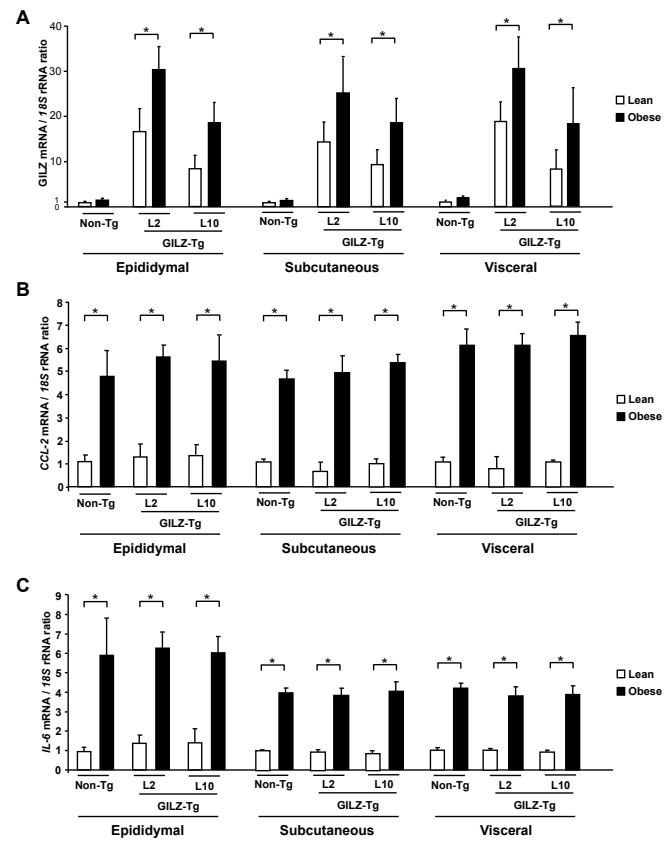 A
GILZ mRNA / 18S rRNA ratio
40
30
20
10
1
0
* * * * * *
Lean
Obese
Non-Tg L2 L10 Non-Tg L2 L10 Non-Tg L2 L10
GILZ-Tg GILZ-Tg GILZ-Tg
Epididymal Subcutaneous Visceral
B
CCL-2 mRNA / 18S rRNA ratio
8
7
6
5
4
3
2
1
0
* * * * * * * * *
Lean
Obese
Non-Tg L2 L10 Non-Tg L2 L10 Non-Tg L2 L10
GILZ-Tg GILZ-Tg GILZ-Tg
Epididymal Subcutaneous Visceral
C
IL-6 mRNA / 18S rRNA ratio
9
8
7
6
5
4
3
2
1
0
* * * * * * * * *
Lean
Obese
Non-Tg L2 L10 Non-Tg L2 L10 Non-Tg L2 L10
GILZ-Tg GILZ-Tg GILZ-Tg
Epididymal Subcutaneous Visceral